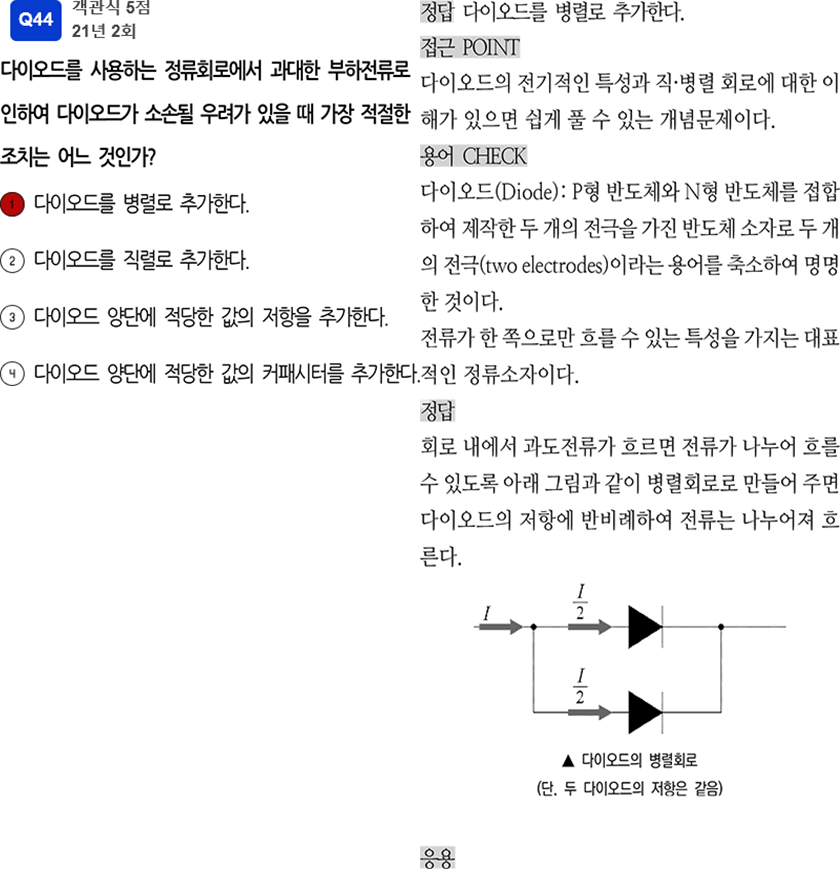 Q44
객관식 5점
21년 2회
다이오드를 사용하는 정류회로에서 과대한 부하전류로
인하여 다이오드가 소손될 우려가 있을 때 가장 적절한
조치는 어느 것인가?
1 다이오드를 병렬로 추가한다.
2 다이오드를 직렬로 추가한다.
3 다이오드 양단에 적당한 값의 저항을 추가한다.
4 다이오드 양단에 적당한 값의 커패시터를 추가한다.
정답 다이오드를 병렬로 추가한다.
접근 POINT
다이오드의 전기적인 특성과 직·병렬 회로에 대한 이
해가 있으면 쉽게 풀 수 있는 개념문제이다.
용어 CHECK
다이오드(Diode): P형 반도체와 N형 반도체를 접합
하여 제작한 두 개의 전극을 가진 반도체 소자로 두 개
의 전극(two electrodes)이라는 용어를 축소하여 명명
한 것이다.
전류가 한 쪽으로만 흐를 수 있는 특성을 가지는 대표
적인 정류소자이다.
정답
회로 내에서 과도전류가 흐르면 전류가 나누어 흐를
수 있도록 아래 그림과 같이 병렬회로로 만들어 주면
다이오드의 저항에 반비례하여 전류는 나누어져 흐
른다.
I
I/2
I/2
▲ 다이오드의 병렬회로
(단, 두 다이오드의 저항은 같음)
응용